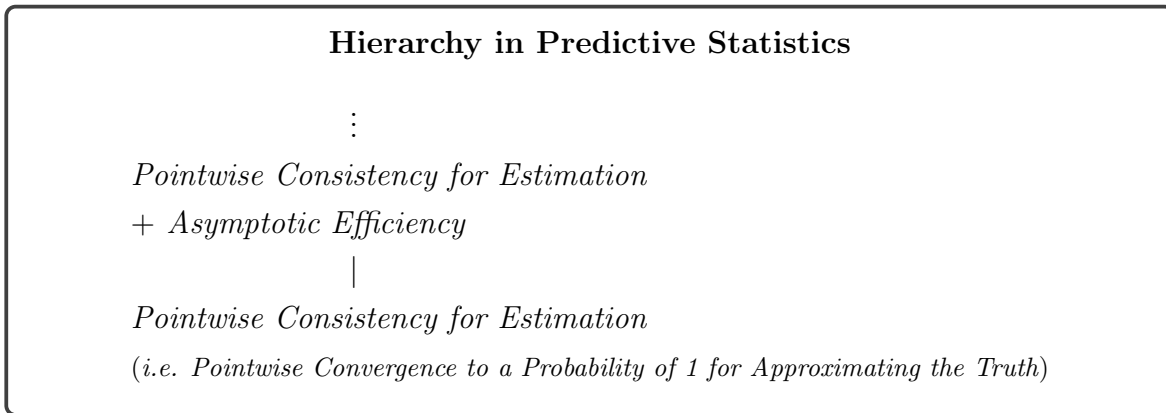 Hierarchy in Predictive Statistics
⋮
Pointwise Consistency for Estimation
+ Asymptotic Efficiency
|
Pointwise Consistency for Estimation
(i.e. Pointwise Convergence to a Probability of 1 for Approximating the Truth)